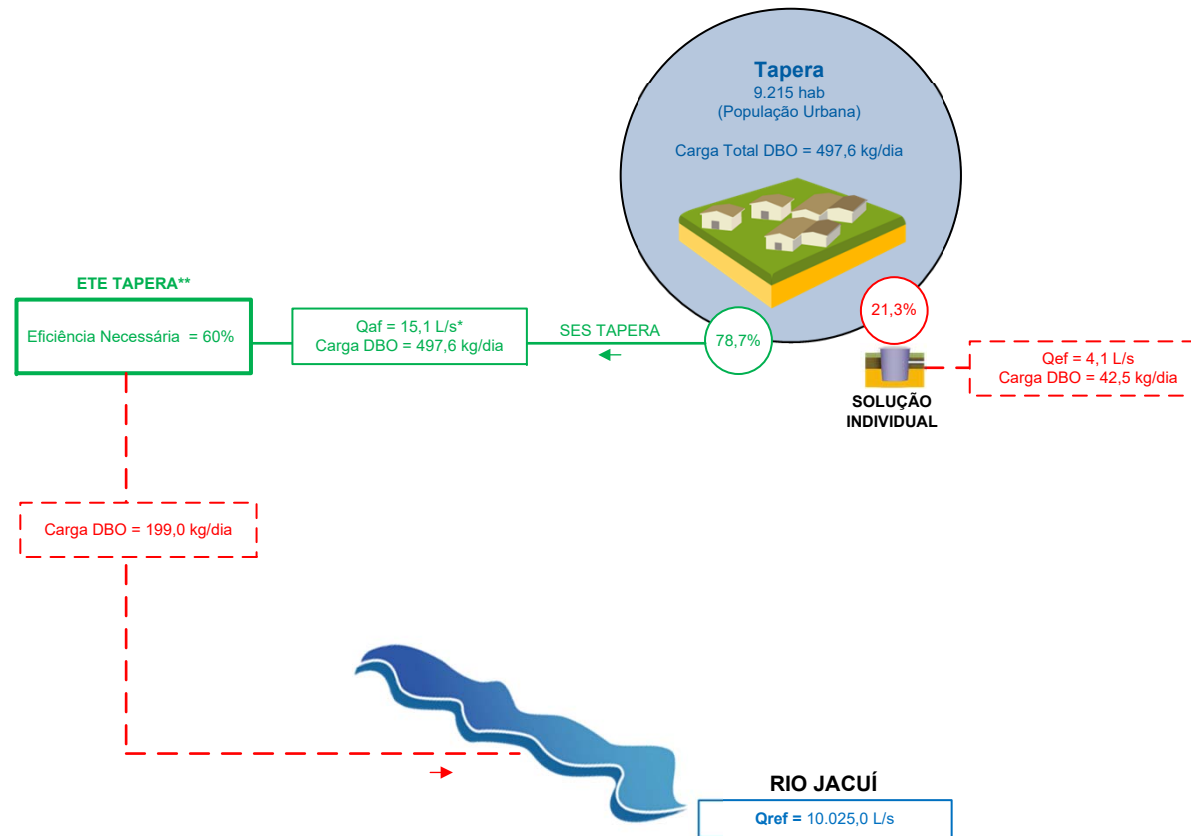 Tapera
9.215 hab
(População Urbana)
Carga Total DBO = 497,6 kg/dia
ETE TAPERA**
Eficiência Necessária = 60%
Qaf = 15,1 L/s*
Carga DBO = 497,6 kg/dia
SES TAPERA
78,7%
21,3%
SOLUÇÃO
INDIVIDUAL
Qef = 4,1 L/s
Carga DBO = 42,5 kg/dia
Carga DBO = 199,0 kg/dia
RIO JACUÍ
Qref = 10.025,0 L/s